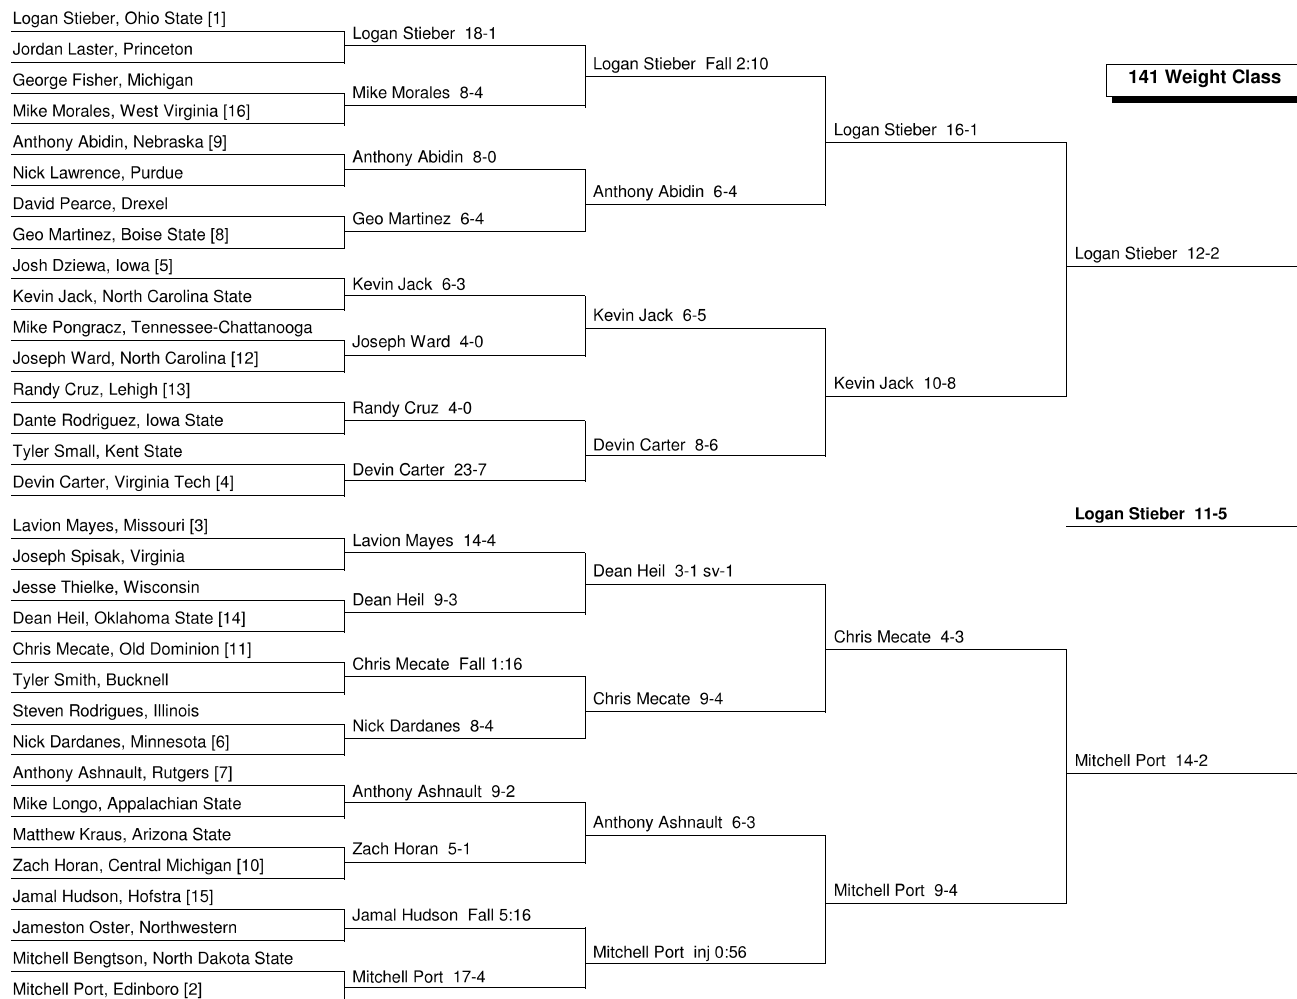 Logan Stieber, Ohio State [1]
Jordan Laster, Princeton
George Fisher, Michigan
Mike Morales, West Virginia [16]
Anthony Abidin, Nebraska [9]
Nick Lawrence, Purdue
David Pearce, Drexel
Geo Martinez, Boise State [8]
Josh Dziewa, Iowa [5]
Kevin Jack, North Carolina State
Mike Pongracz, Tennessee-Chattanooga
Joseph Ward, North Carolina [12]
Randy Cruz, Lehigh [13]
Dante Rodriguez, Iowa State
Tyler Small, Kent State
Devin Carter, Virginia Tech [4]
Lavion Mayes, Missouri [3]
Joseph Spisak, Virginia
Jesse Thielke, Wisconsin
Dean Heil, Oklahoma State [14]
Chris Mecate, Old Dominion [11]
Tyler Smith, Bucknell
Steven Rodrigues, Illinois
Nick Dardanes, Minnesota [6]
Anthony Ashnault, Rutgers [7]
Mike Longo, Appalachian State
Matthew Kraus, Arizona State
Zach Horan, Central Michigan [10]
Jamal Hudson, Hofstra [15]
Jameston Oster, Northwestern
Mitchell Bengtson, North Dakota State
Mitchell Port, Edinboro [2]
Logan Stieber 18-1
Mike Morales 8-4
Anthony Abidin 8-0
Geo Martinez 6-4
Kevin Jack 6-3
Joseph Ward 4-0
Randy Cruz 4-0
Devin Carter 23-7
Lavion Mayes 14-4
Dean Heil 9-3
Chris Mecate Fall 1:16
Nick Dardanes 8-4
Anthony Ashnault 9-2
Zach Horan 5-1
Jamal Hudson Fall 5:16
Mitchell Port 17-4
Logan Stieber Fall 2:10
Anthony Abidin 6-4
Kevin Jack 6-5
Devin Carter 8-6
Dean Heil 3-1 sv-1
Chris Mecate 9-4
Anthony Ashnault 6-3
Mitchell Port inj 0:56
Logan Stieber 16-1
Kevin Jack 10-8
Chris Mecate 4-3
Mitchell Port 9-4
141 Weight Class
Logan Stieber 12-2
Logan Stieber 11-5
Mitchell Port 14-2